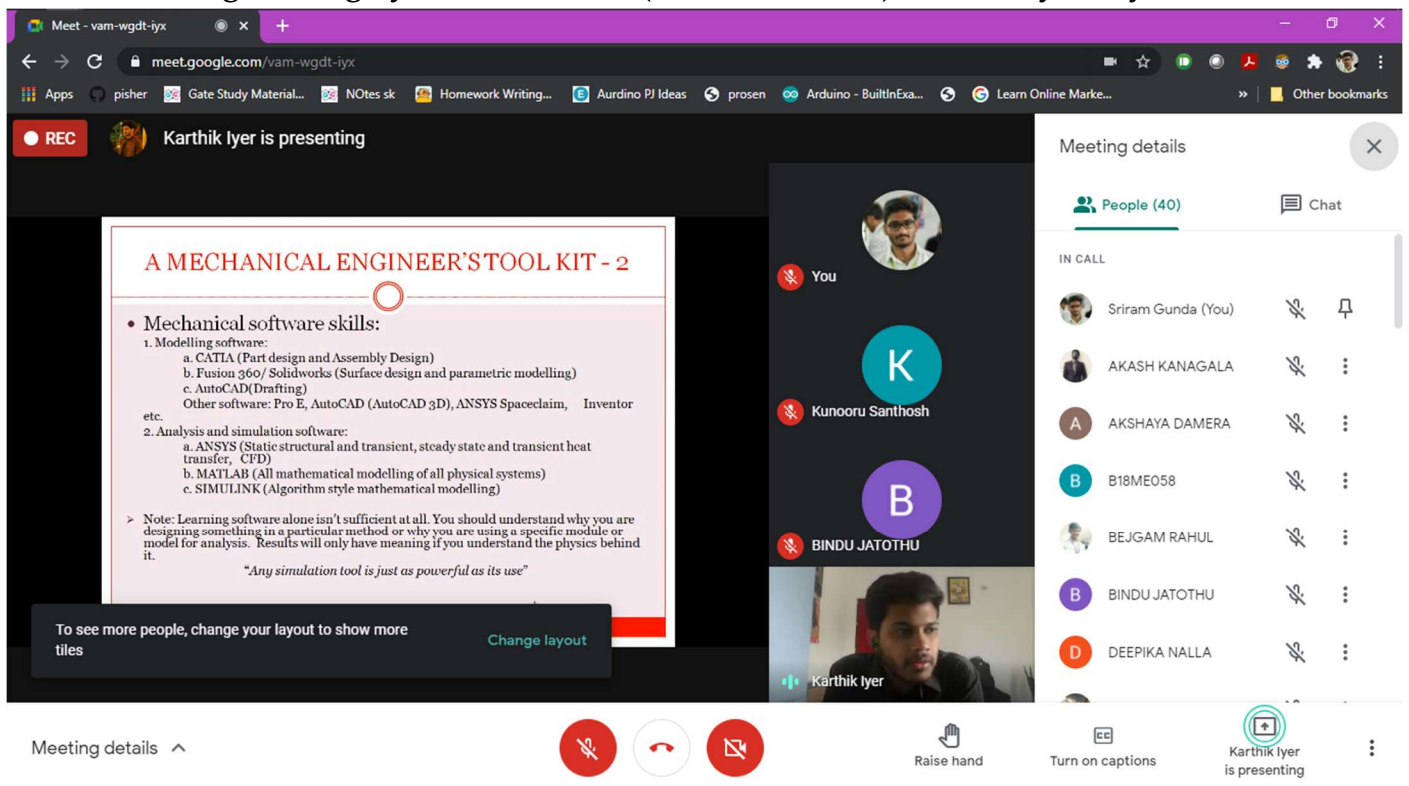 Meet - vam-wgdt-iyx
meet.google.com/vam-wgdt-iyx
Apps pisher Gate Study Material... NOtes sk Homework Writing... Aurdino PJ Ideas prosen Arduino - BuiltInExa... Learn Online Marke... » Other bookmarks
REC Karthik Iyer is presenting
A MECHANICAL ENGINEER'S TOOL KIT - 2
• Mechanical software skills:
1. Modelling software:
a. CATIA (Part design and Assembly Design)
b. Fusion 360/ Solidworks (Surface design and parametric modelling)
c. AutoCAD(Drafting)
Other software: Pro E, AutoCAD (AutoCAD 3D), ANSYS Spaceclaim, Inventor
etc.
2. Analysis and simulation software:
a. ANSYS (Static structural and transient, steady state and transient heat
transfer, CFD)
b. MATLAB (All mathematical modelling of all physical systems)
c. SIMULINK (Algorithm style mathematical modelling)
➢ Note: Learning software alone isn't sufficient at all. You should understand why you are
designing something in a particular method or why you are using a specific module or
model for analysis. Results will only have meaning if you understand the physics behind
it.
"Any simulation tool is just as powerful as its use"
To see more people, change your layout to show more
tiles
Change layout
You
K
Kunooru Santhosh
B
BINDU JATOTHU
Karthik Iyer
Meeting details
People (40) Chat
IN CALL
Sriram Gunda (You)
AKASH KANAGALA
A AKSHAYA DAMERA
B B18ME058
BEJGAM RAHUL
B BINDU JATOTHU
D DEEPIKA NALLA
Meeting details
Raise hand
Turn on captions
Karthik Iyer
is presenting